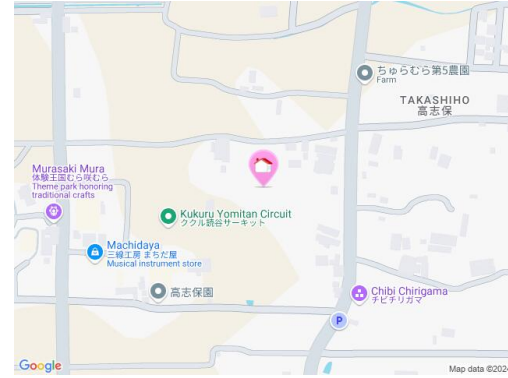 ちゅらむら第5農園
Farm
TAKASHIHO
高志保
Murasaki Mura
体験王国むら咲むら
Theme park honoring
traditional crafts
Kukuru Yomitan Circuit
ククル読谷サーキット
Machidaya
三線工房 まちだ屋
Musical instrument store
高志保園
Chibi Chirigama
チビチリガマ
P
Google
Map data ©2024